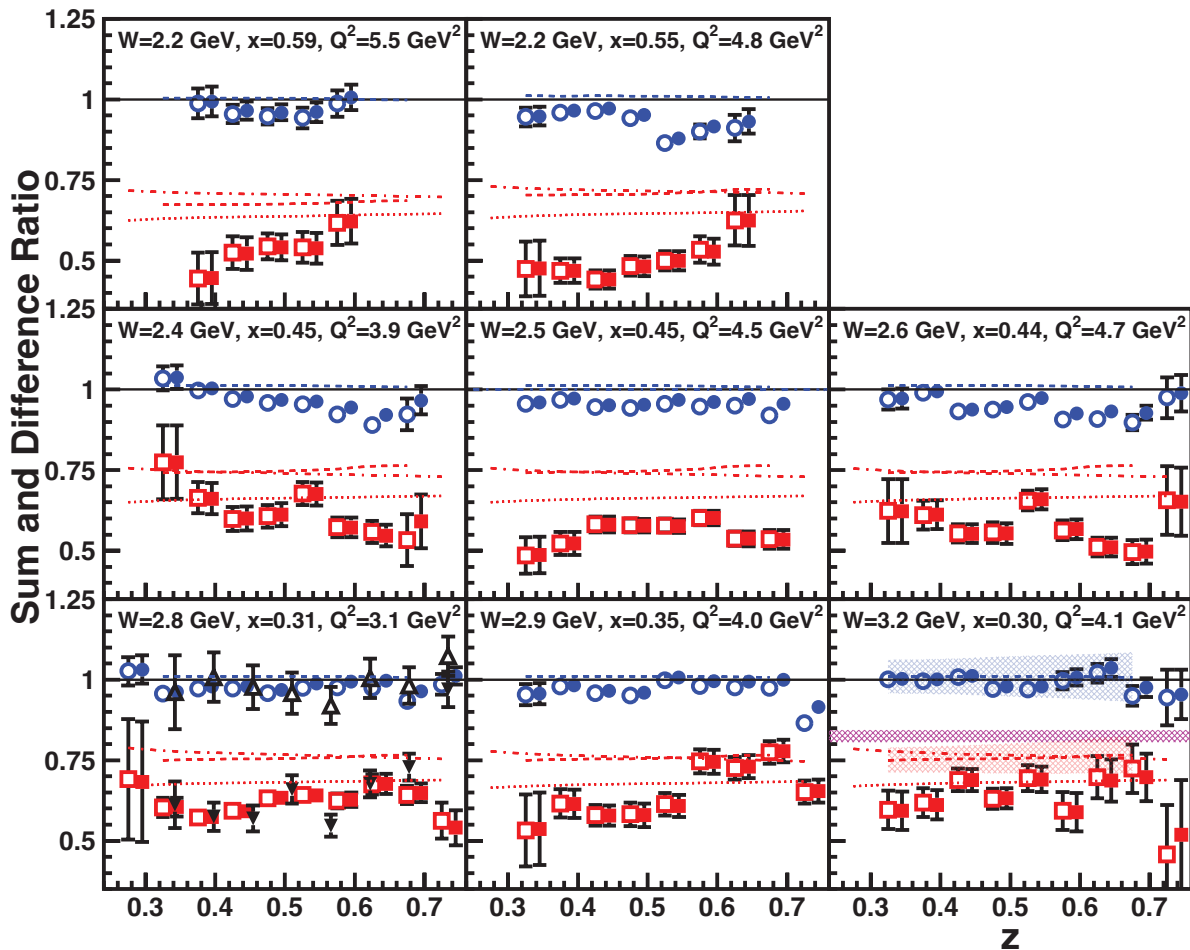 Sum and Difference Ratio
1.25
W=2.2 GeV, x=0.59, Q²=5.5 GeV²
W=2.2 GeV, x=0.55, Q²=4.8 GeV²
1
0.75
0.5
1.25
W=2.4 GeV, x=0.45, Q²=3.9 GeV²
W=2.5 GeV, x=0.45, Q²=4.5 GeV²
W=2.6 GeV, x=0.44, Q²=4.7 GeV²
1
0.75
0.5
1.25
W=2.8 GeV, x=0.31, Q²=3.1 GeV²
W=2.9 GeV, x=0.35, Q²=4.0 GeV²
W=3.2 GeV, x=0.30, Q²=4.1 GeV²
1
0.75
0.5
0.3 0.4 0.5 0.6 0.7
0.3 0.4 0.5 0.6 0.7
0.3 0.4 0.5 0.6 0.7
z